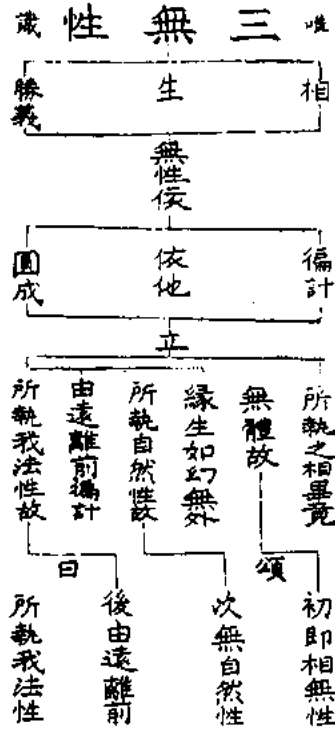 唯
三無性
識
相
生
勝義
無性依
徧計
依他
圓成
立
所執之相畢竟
無體故
緣生如幻無外
所執自然性故
由遠離前徧計
所執我法性故
頌
曰
初即相無性
次無自然性
後由遠離前
所執我法性